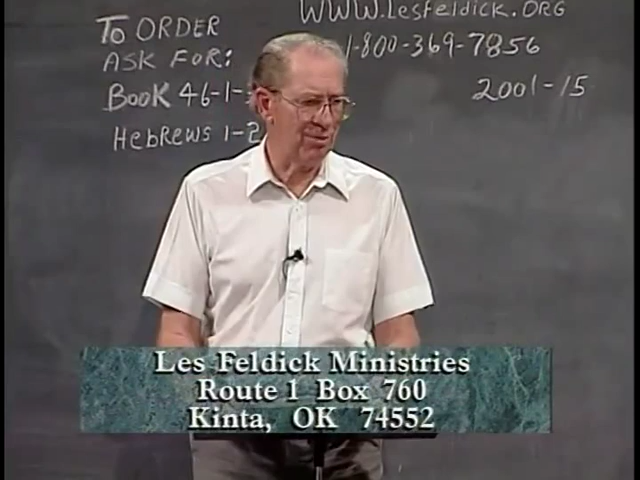 TO ORDER
ASK FOR:
BOOK 46-1-
HEBREWS 1-2
WWW.LESFELDICK.ORG
1-800-369-7856
2001-15
Les Feldick Ministries
Route 1 Box 760
Kinta, OK 74552